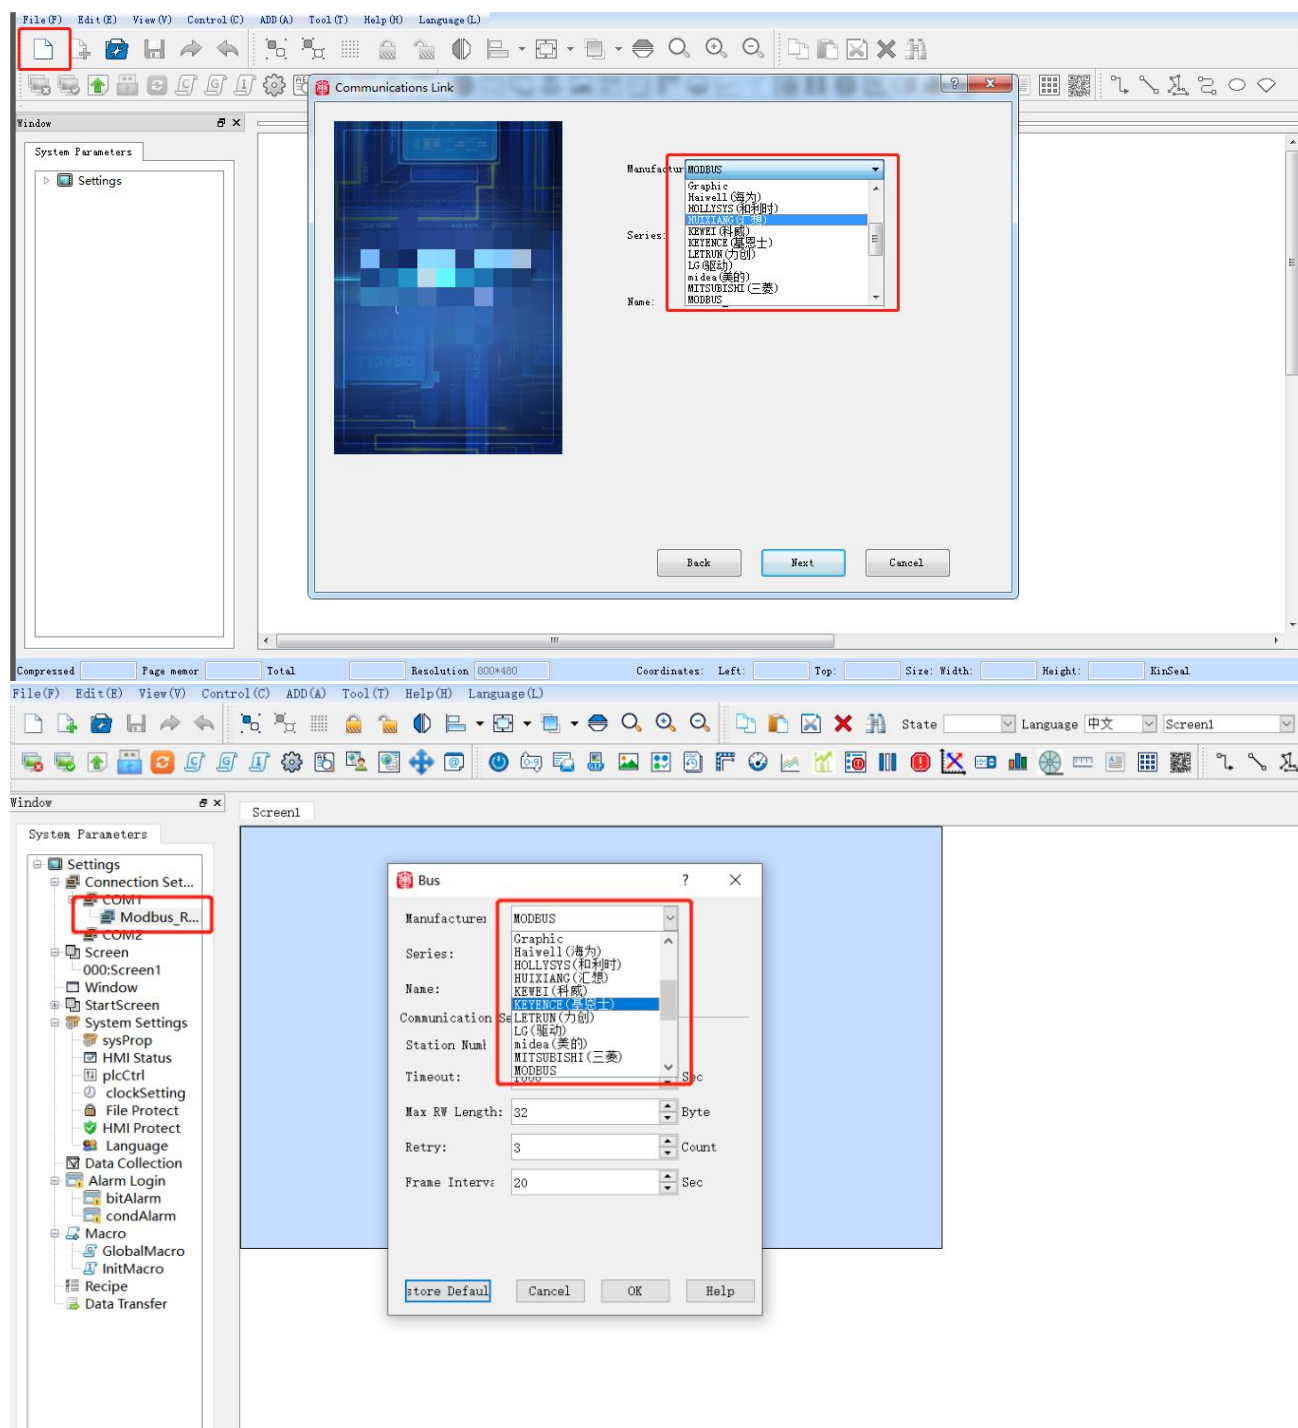 File(F) Edit(E) View(V) Control(C) ADD(A) Tool(T) Help(H) Language(L)
Communications Link
Window
System Parameters
Settings
Manufactur MODBUS
Graphic
Haiwell(海为)
HOLLYSYS(和利时)
HUIXIANG(汇想)
Series:
KEWEI(科威)
KEYENCE(基恩士)
LETRUN(力创)
LG(驱动)
midea(美的)
MITSUBISHI(三菱)
Name:
MODBUS
ORACLE
Back Next Cancel
Compressed Page memor Total Resolution 800*480 Coordinates: Left: Top: Size: Width: Height: KinSeal
File(F) Edit(E) View(V) Control(C) ADD(A) Tool(T) Help(H) Language(L)
State Language 中文 Screen1
Window
Screen1
System Parameters
Settings
Connection Set...
COM1
Modbus_R...
COM2
Screen
000:Screen1
Window
StartScreen
System Settings
sysProp
HMI Status
plcCtrl
clockSetting
File Protect
HMI Protect
Language
Data Collection
Alarm Login
bitAlarm
condAlarm
Macro
GlobalMacro
InitMacro
Recipe
Data Transfer
Bus
Manufacturer MODBUS
Graphic
Series:
Haiwell(海为)
HOLLYSYS(和利时)
HUIXIANG(汇想)
Name:
KEWEI(科威)
KEYENCE(基恩士)
Communication Se
LETRUN(力创)
LG(驱动)
Station Numl
midea(美的)
MITSUBISHI(三菱)
MODBUS
Timeout: 1000 Sec
Max RW Length: 32 Byte
Retry: 3 Count
Frame Interva 20 Sec
store Defaul Cancel OK Help